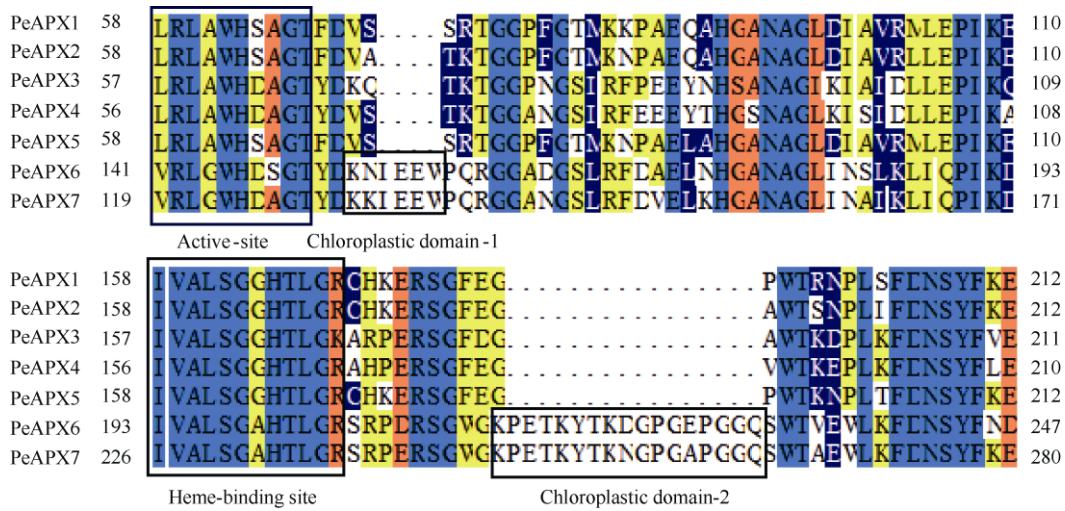 PeAPX1 58 LRLAWHSAGTFDVS....SRTGGPFGTMKKPAEQAHGANAGLDIAVRMLEPIKE 110
PeAPX2 58 LRLAWHSAGTFDVA....TKTGGPFGTMKNPAEQAHGANAGLDIAVRLLEPIKE 110
PeAPX3 57 LRLAWHDAGTYDKQ....TKTGGPNGSIRFPEEYNHSANAGIKIAIDLLEPIKQ 109
PeAPX4 56 LRLAWHDAGTYDVS....TKTGGANGSIRFEEEYTHGSNAGLKISIDLLEPIKA 108
PeAPX5 58 LRLAWHSAGTFDVS....SRTGGPFGTMKNPAELAHGANAGLDIAVRMLEPIKE 110
PeAPX6 141 VRLGWHDSGTYDKNIEEWPQRGGADGSLRFDAELNHGANAGLINSLKLIQPIKD 193
PeAPX7 119 VRLGWHDAGTYDKKIEEWPQRGGANGSLRFDVELKHGANAGLINAIKLIQPIKD 171
Active-site Chloroplastic domain-1
PeAPX1 158 IVALSGGHTLGRCHKERSGFEG................PWTRNPLSFDNSYFKE 212
PeAPX2 158 IVALSGGHTLGRCHKERSGFEG................AWTSNPLIFDNSYFKE 212
PeAPX3 157 IVALSGGHTLGKARPERSGFDG................AWTKDPLKFDNSYFVE 211
PeAPX4 156 IVALSGGHTLGRAHPERSGFEG................VWTKEPLKFDNSYFLE 210
PeAPX5 158 IVALSGGHTLGRCHKERSGFEG................PWTKNPLTFDNSYFKE 212
PeAPX6 193 IVALSGAHTLGRSRPDRSGWGKPETKYTKDGPGEPGGQSWTVEWLKFDNSYFND 247
PeAPX7 226 IVALSGAHTLGRSRPERSGWGKPETKYTKNGPGAPGGQSWTAEWLKFDNSYFKE 280
Heme-binding site Chloroplastic domain-2